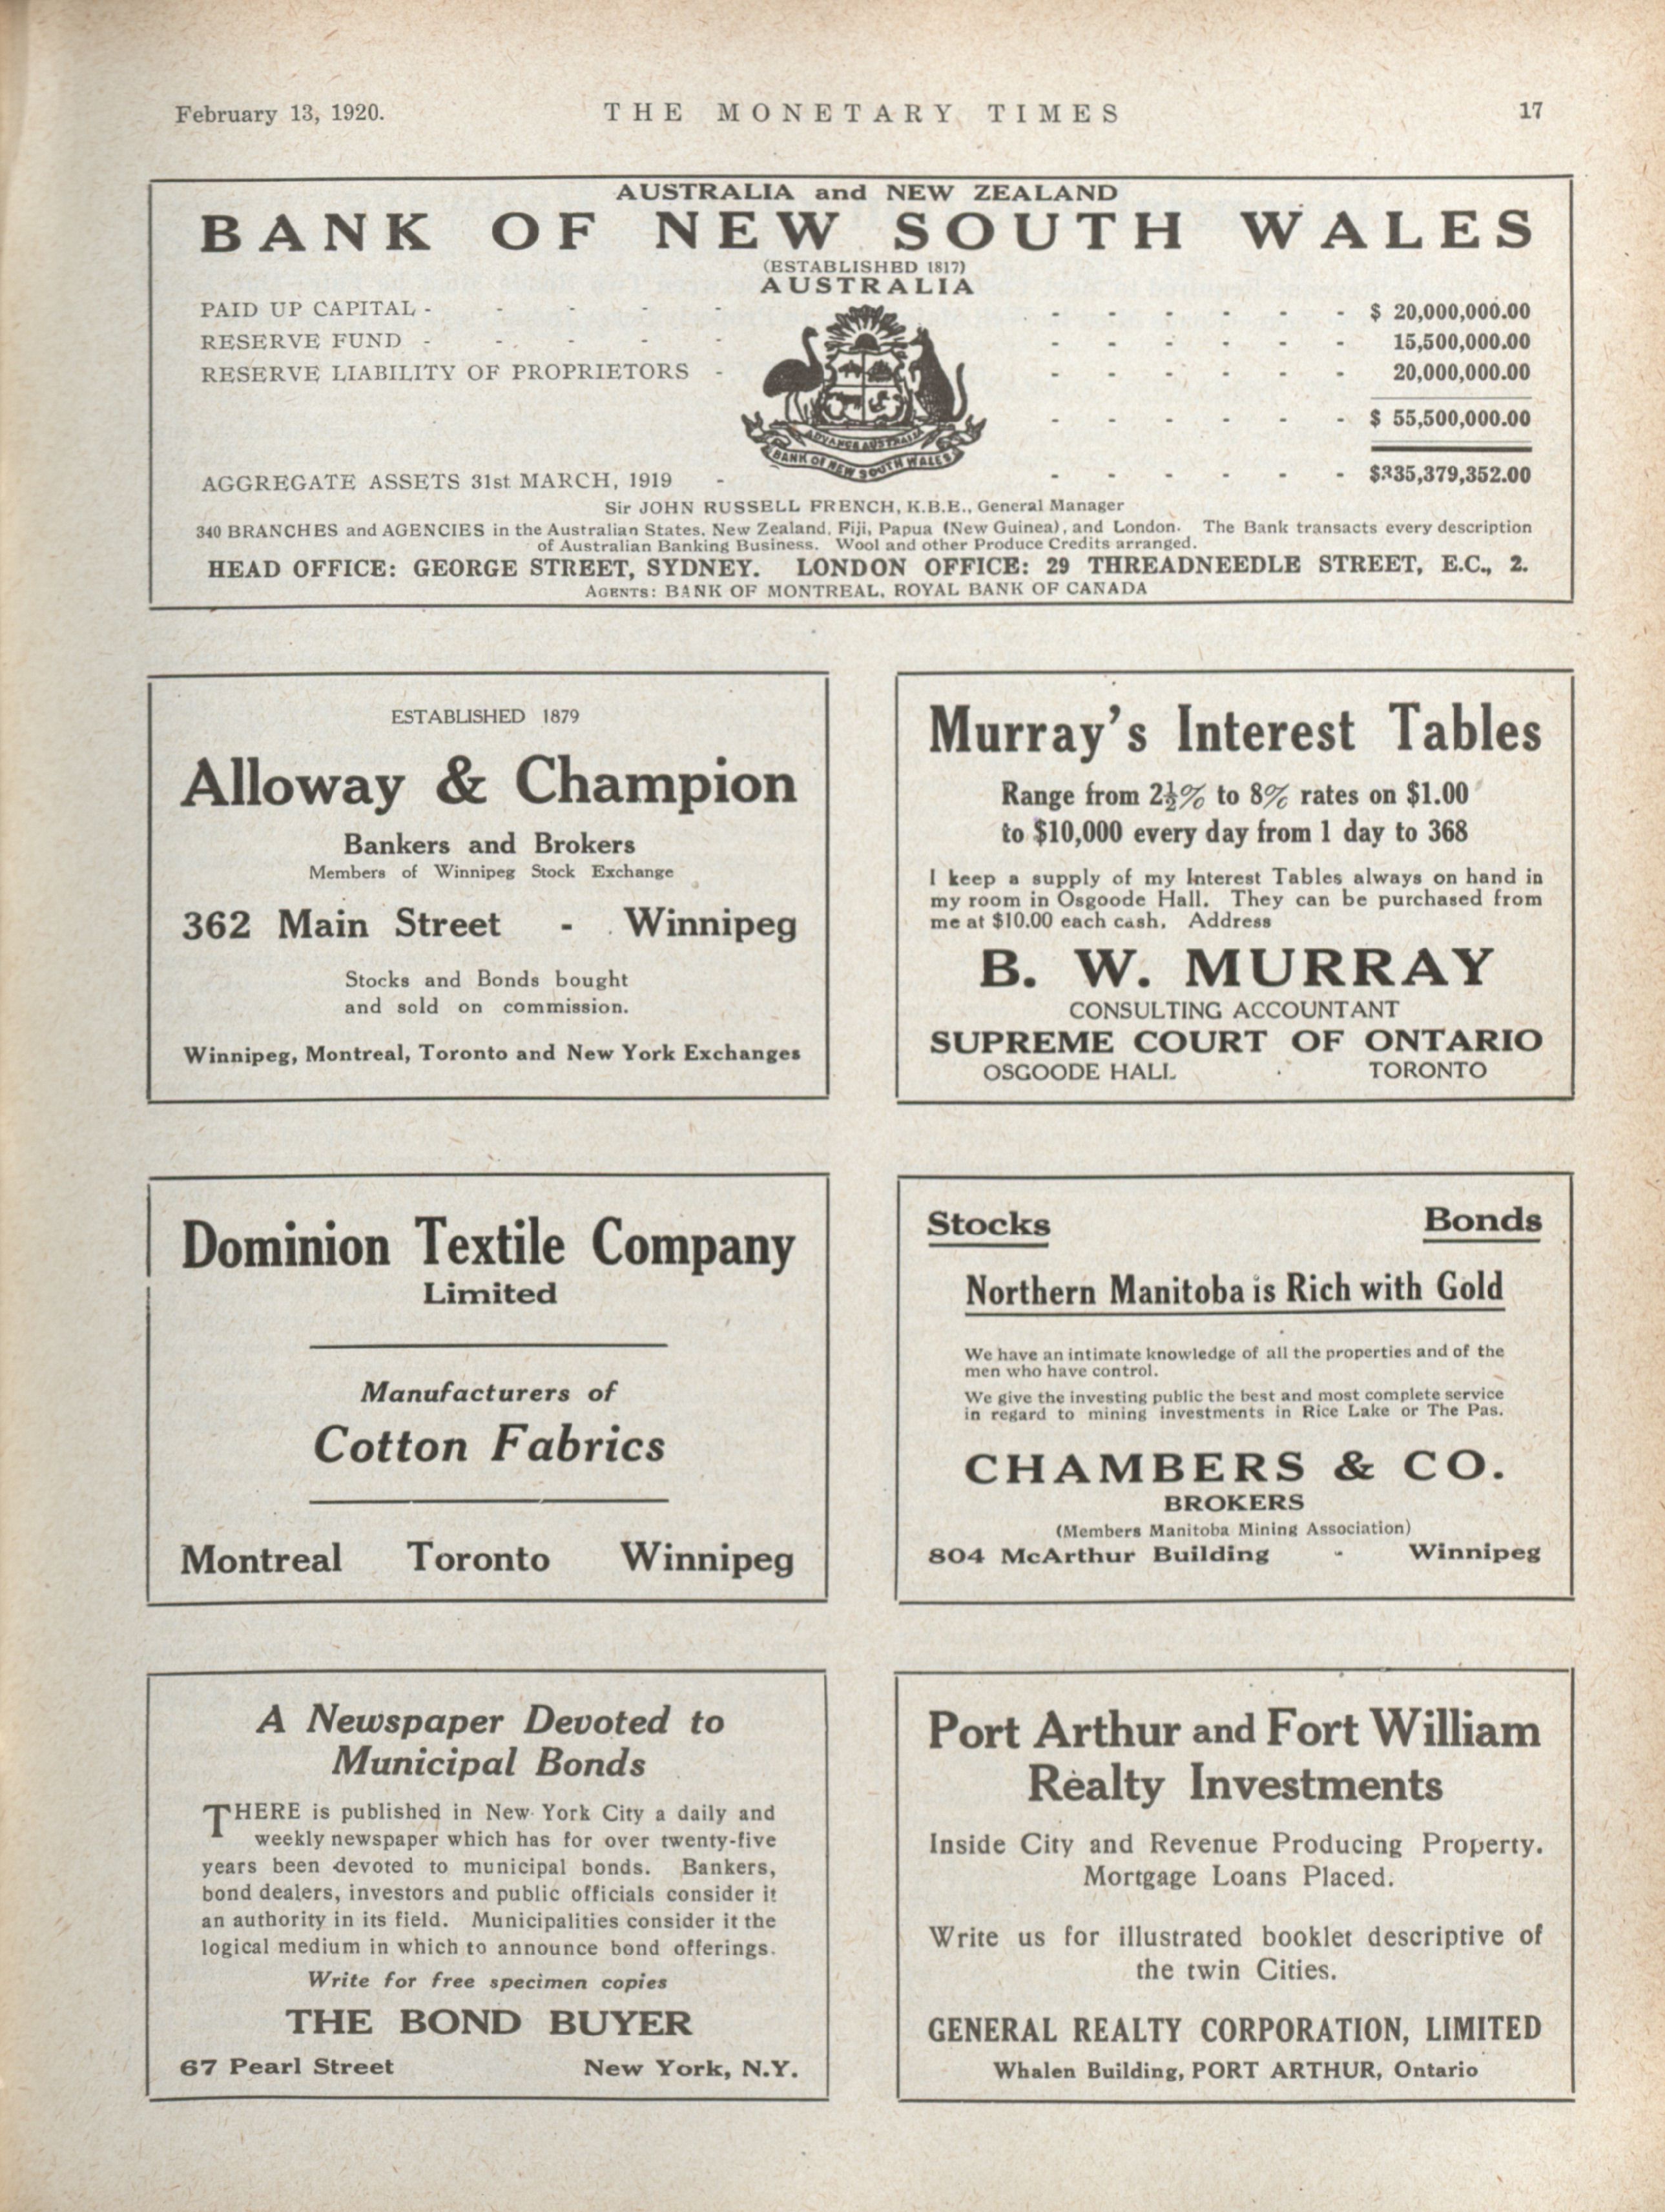 February 13, 1920.
THE MONETARY TIMES
17
AUSTRALIA and NEW ZEALAND
BANK OF NEW SOUTH WALES
(ESTABLISHED 1817)
AUSTRALIA
PAID UP CAPITAL - - - - - - - - - - - $ 20,000,000.00
RESERVE FUND - - - - - - - - - - - 15,500,000.00
RESERVE LIABILITY OF PROPRIETORS - - - - - - - 20,000,000.00
- - - - - - $ 55,500,000.00
ADVANCE AUSTRALIA
BANK OF NEW SOUTH WALES
AGGREGATE ASSETS 31st MARCH, 1919 - - - - - - - $335,379,352.00
Sir JOHN RUSSELL FRENCH, K.B.E., General Manager
340 BRANCHES and AGENCIES in the Australian States, New Zealand, Fiji, Papua (New Guinea), and London. The Bank transacts every description
of Australian Banking Business. Wool and other Produce Credits arranged.
HEAD OFFICE: GEORGE STREET, SYDNEY. LONDON OFFICE: 29 THREADNEEDLE STREET, E.C., 2.
AGENTS: BANK OF MONTREAL, ROYAL BANK OF CANADA
ESTABLISHED 1879
Alloway & Champion
Bankers and Brokers
Members of Winnipeg Stock Exchange
362 Main Street - Winnipeg
Stocks and Bonds bought
and sold on commission.
Winnipeg, Montreal, Toronto and New York Exchanges
Murray's Interest Tables
Range from 2½% to 8% rates on $1.00
to $10,000 every day from 1 day to 368
I keep a supply of my Interest Tables always on hand in
my room in Osgoode Hall. They can be purchased from
me at $10.00 each cash. Address
B. W. MURRAY
CONSULTING ACCOUNTANT
SUPREME COURT OF ONTARIO
OSGOODE HALL TORONTO
Dominion Textile Company
Limited
Manufacturers of
Cotton Fabrics
Montreal Toronto Winnipeg
Stocks Bonds
Northern Manitoba is Rich with Gold
We have an intimate knowledge of all the properties and of the
men who have control.
We give the investing public the best and most complete service
in regard to mining investments in Rice Lake or The Pas.
CHAMBERS & CO.
BROKERS
(Members Manitoba Mining Association)
804 McArthur Building - Winnipeg
A Newspaper Devoted to
Municipal Bonds
THERE is published in New York City a daily and
weekly newspaper which has for over twenty-five
years been devoted to municipal bonds. Bankers,
bond dealers, investors and public officials consider it
an authority in its field. Municipalities consider it the
logical medium in which to announce bond offerings.
Write for free specimen copies
THE BOND BUYER
67 Pearl Street New York, N.Y.
Port Arthur and Fort William
Realty Investments
Inside City and Revenue Producing Property.
Mortgage Loans Placed.
Write us for illustrated booklet descriptive of
the twin Cities.
GENERAL REALTY CORPORATION, LIMITED
Whalen Building, PORT ARTHUR, Ontario